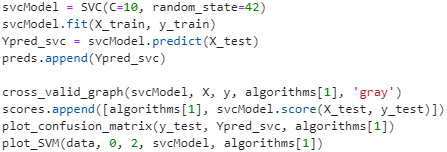 svcModel = SVC(C=10, random_state=42)
svcModel.fit(X_train, y_train)
Ypred_svc = svcModel.predict(X_test)
preds.append(Ypred_svc)
cross_valid_graph(svcModel, X, y, algorithms[1], 'gray')
scores.append([algorithms[1], svcModel.score(X_test, y_test)])
plot_confusion_matrix(y_test, Ypred_svc, algorithms[1])
plot_SVM(data, 0, 2, svcModel, algorithms[1])